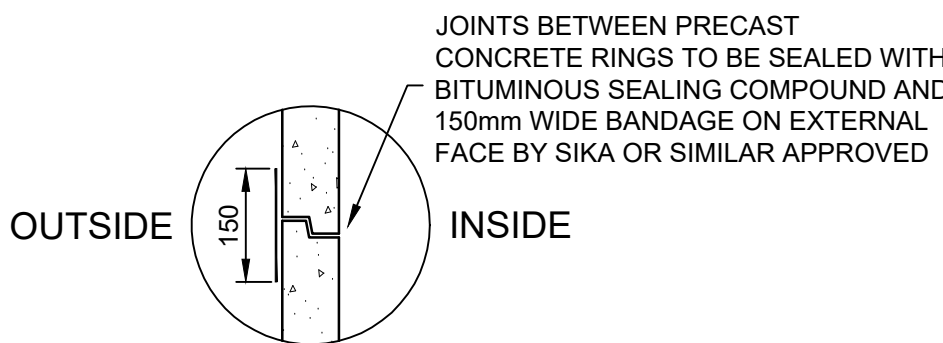 JOINTS BETWEEN PRECAST
CONCRETE RINGS TO BE SEALED WITH
BITUMINOUS SEALING COMPOUND AND
150mm WIDE BANDAGE ON EXTERNAL
FACE BY SIKA OR SIMILAR APPROVED
OUTSIDE
150
INSIDE